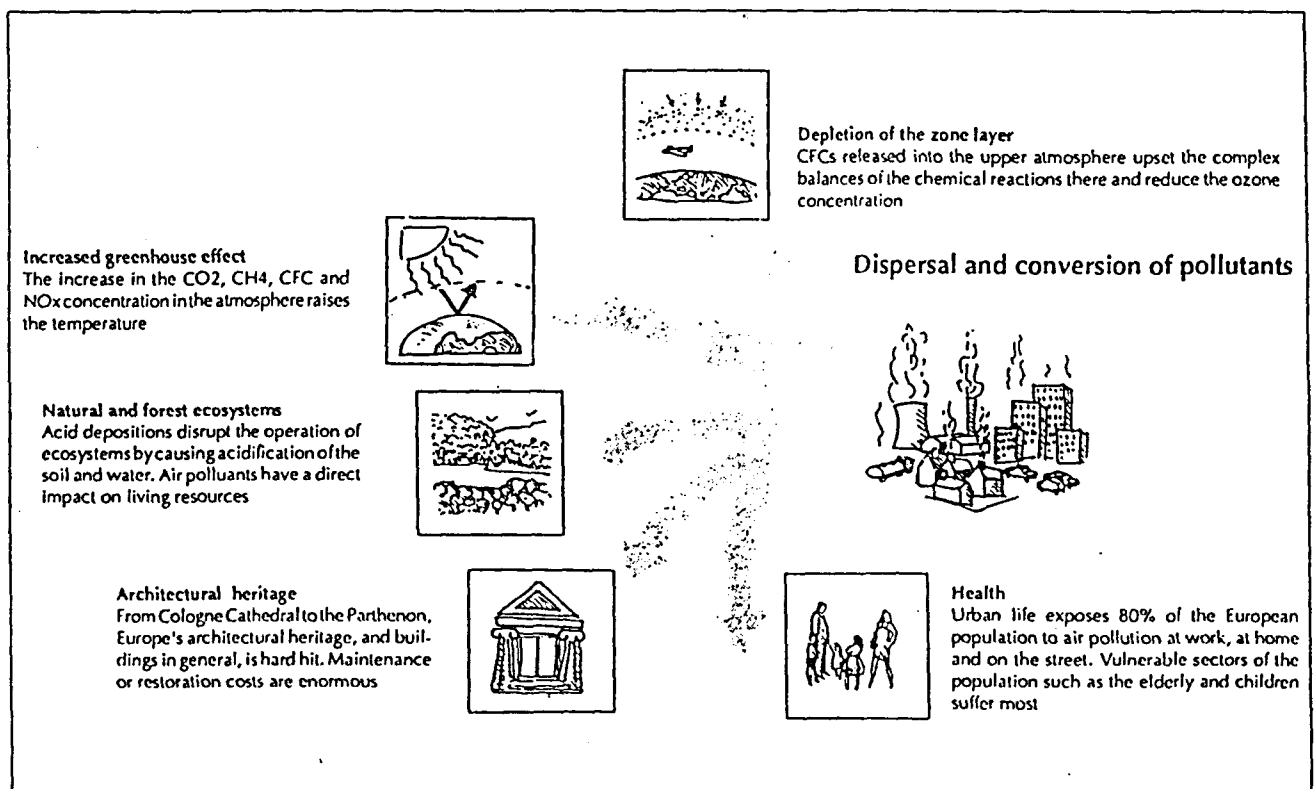 Depletion of the zone layer
CFCs released into the upper atmosphere upset the complex
balances of the chemical reactions there and reduce the ozone
concentration
Increased greenhouse effect
The increase in the CO2, CH4, CFC and
NOx concentration in the atmosphere raises
the temperature
Dispersal and conversion of pollutants
Natural and forest ecosystems
Acid depositions disrupt the operation of
ecosystems by causing acidification of the
soil and water. Air polluants have a direct
impact on living resources
Architectural heritage
From Cologne Cathedral to the Parthenon,
Europe's architectural heritage, and buil-
dings in general, is hard hit. Maintenance
or restoration costs are enormous
Health
Urban life exposes 80% of the European
population to air pollution at work, at home
and on the street. Vulnerable sectors of the
population such as the elderly and children
suffer most